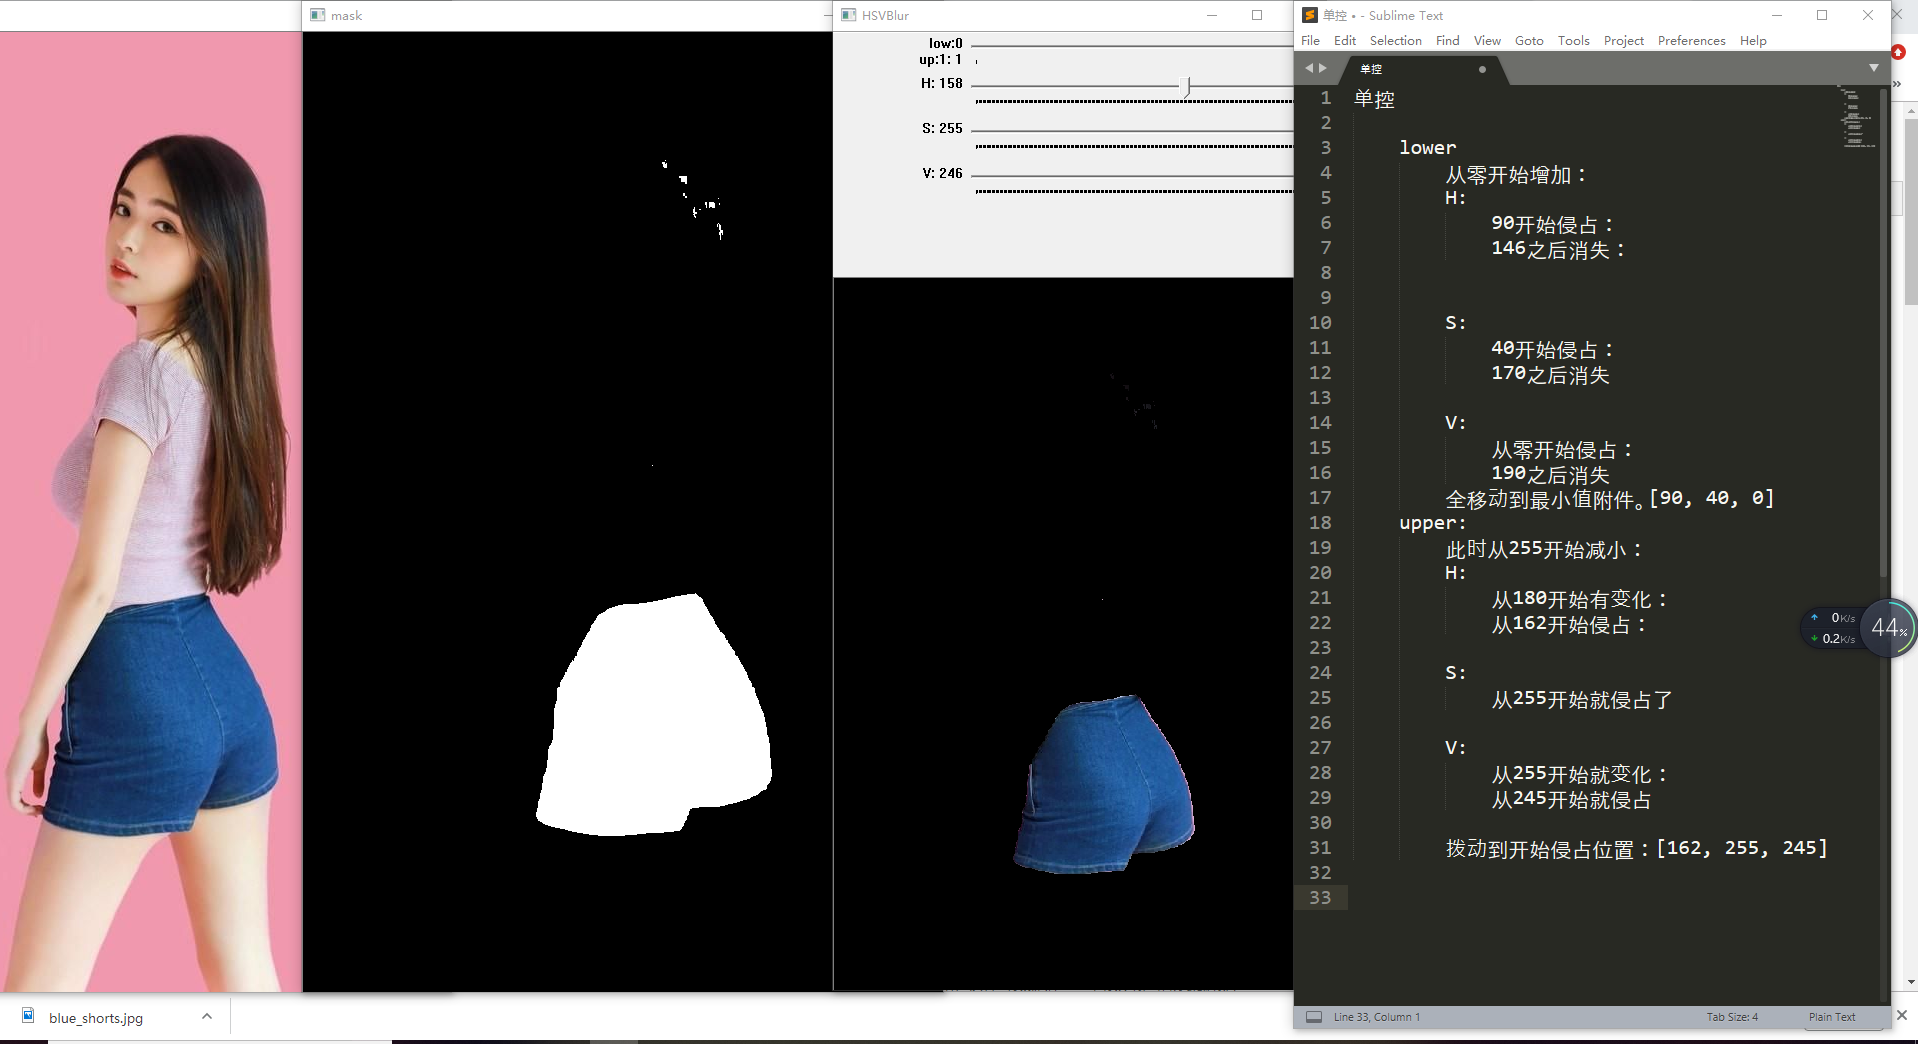 mask
HSVBlur
单控 • - Sublime Text
File Edit Selection Find View Goto Tools Project Preferences Help
low:0
up:1: 1
H: 158
S: 255
V: 246
单控
1 单控
2
3 lower
4 从零开始增加：
5 H:
6 90开始侵占：
7 146之后消失：
8
9
10 S:
11 40开始侵占：
12 170之后消失
13
14 V:
15 从零开始侵占：
16 190之后消失
17 全移动到最小值附件。[90, 40, 0]
18 upper:
19 此时从255开始减小：
20 H:
21 从180开始有变化：
22 从162开始侵占：
23
24 S:
25 从255开始就侵占了
26
27 V:
28 从255开始就变化：
29 从245开始就侵占
30
31 拨动到开始侵占位置：[162, 255, 245]
32
33
0K/s
0.2K/s
44%
Line 33, Column 1
Tab Size: 4
Plain Text
blue_shorts.jpg